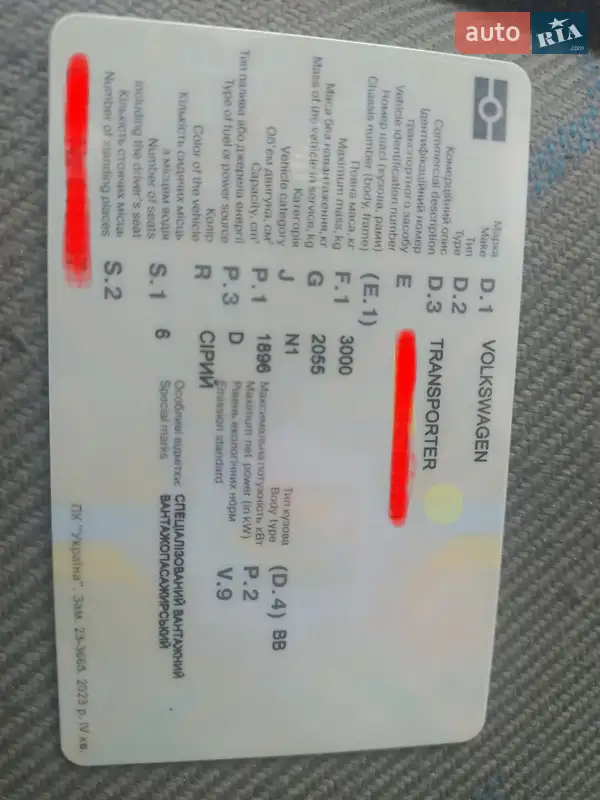 auto RIA .com
Марка
Make D.1 VOLKSWAGEN
Тип
Type D.2
Комерційний опис
Commercial description D.3 TRANSPORTER
Ідентифікаційний номер
транспортного засобу
Vehicle identification number E
Номер шасі (кузова, рами)
Chassis number (body, frame) (E.1)
Повна маса, кг
Maximum mass, kg F.1 3000
Маса без навантаження, кг
Mass of the vehicle in service, kg G 2055
Категорія
Vehicle category J N1
Тип кузова
Body type (D.4) ВВ
Об'єм двигуна, см³
Capacity, cm³ P.1 1896
Максимальна потужність кВт
Maximum net power (in kW) P.2
Тип палива або джерела енергії
Type of fuel or power source P.3 D
Рівень екологічних норм
Emission standard V.9
Колір
Color of the vehicle R СІРИЙ
Кількість сидячих місць
з місцем водія
Number of seats
including the driver's seat S.1 6
Особливі відмітки: СПЕЦІАЛІЗОВАНИЙ ВАНТАЖНИЙ
Special marks ВАНТАЖОПАСАЖИРСЬКИЙ
Кількість стоячих місць
Number of standing places S.2
ПК "Україна". Зам. 23-3665. 2023 р. IV кв.